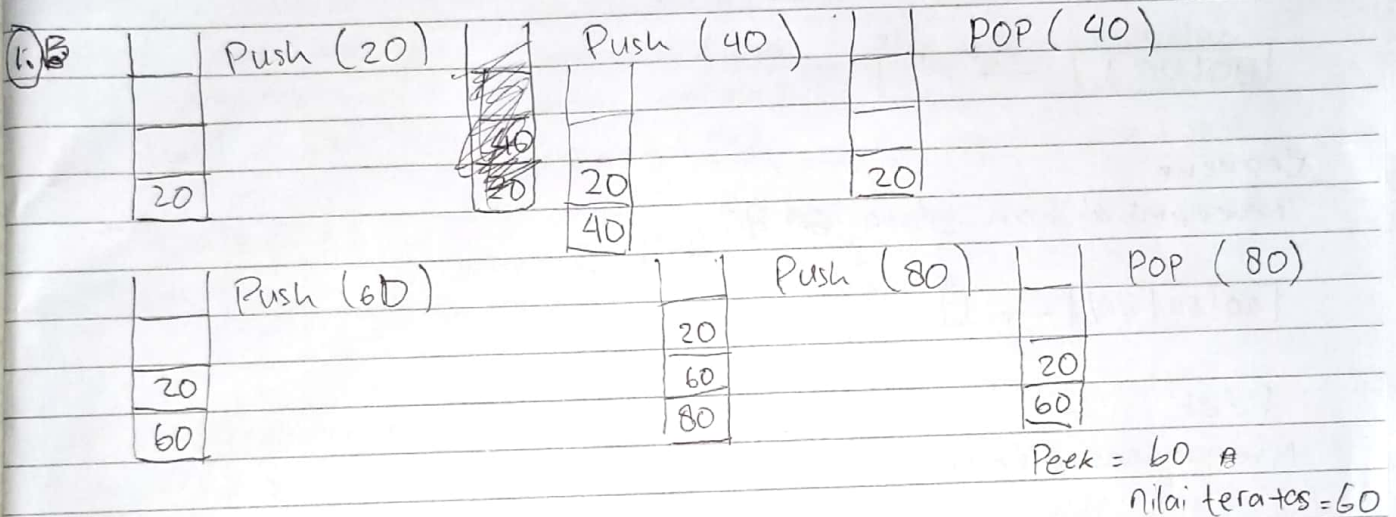 1. B
Push (20) Push (40) POP (40)
20 20 20
40
Push (60) Push (80) POP (80)
20 20 20
60 60 60
80
Peek = 60
nilai teratas = 60